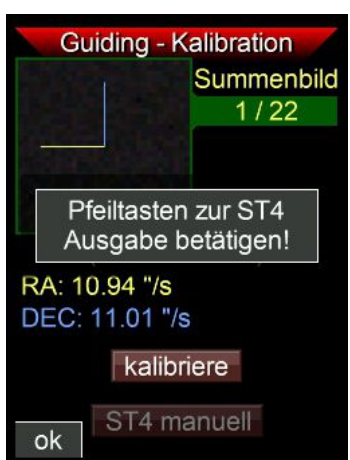 Guiding - Kalibration
Summenbild
1 / 22
Pfeiltasten zur ST4
Ausgabe betätigen!
RA: 10.94 "/s
DEC: 11.01 "/s
kalibriere
ST4 manuell
ok